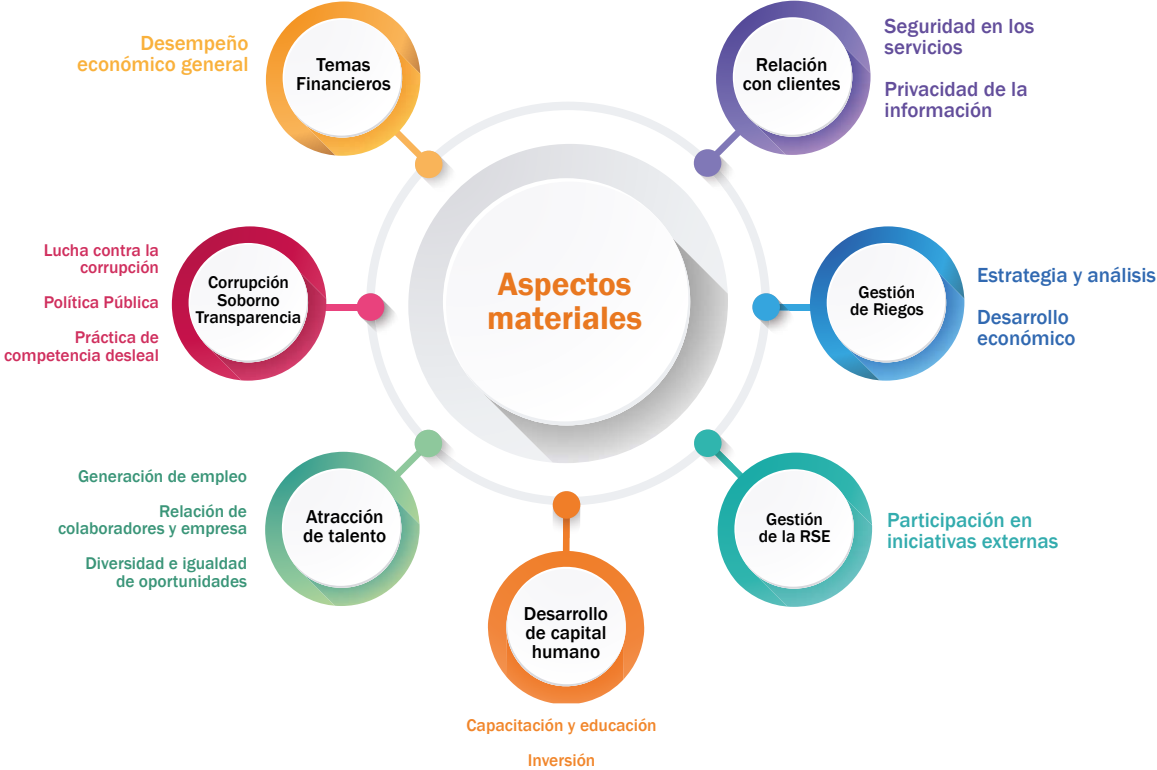 Desempeño
económico general
Temas
Financieros
Relación
con clientes
Seguridad en los
servicios
Privacidad de la
información
Lucha contra la
corrupción
Política Pública
Práctica de
competencia desleal
Corrupción
Soborno
Transparencia
Aspectos
materiales
Gestión
de Riegos
Estrategia y análisis
Desarrollo
económico
Generación de empleo
Relación de
colaboradores y empresa
Diversidad e igualdad
de oportunidades
Atracción
de talento
Gestión
de la RSE
Participación en
iniciativas externas
Desarrollo
de capital
humano
Capacitación y educación
Inversión